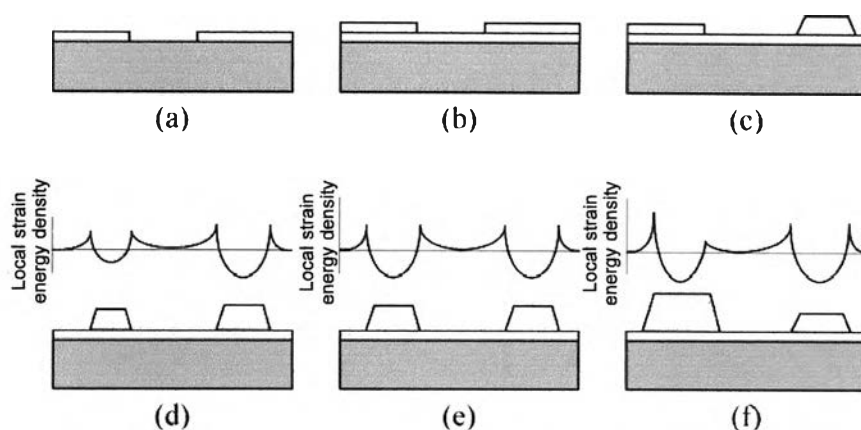 (a) (b) (c)
Local strain
energy density
Local strain
energy density
Local strain
energy density
(d) (e) (f)